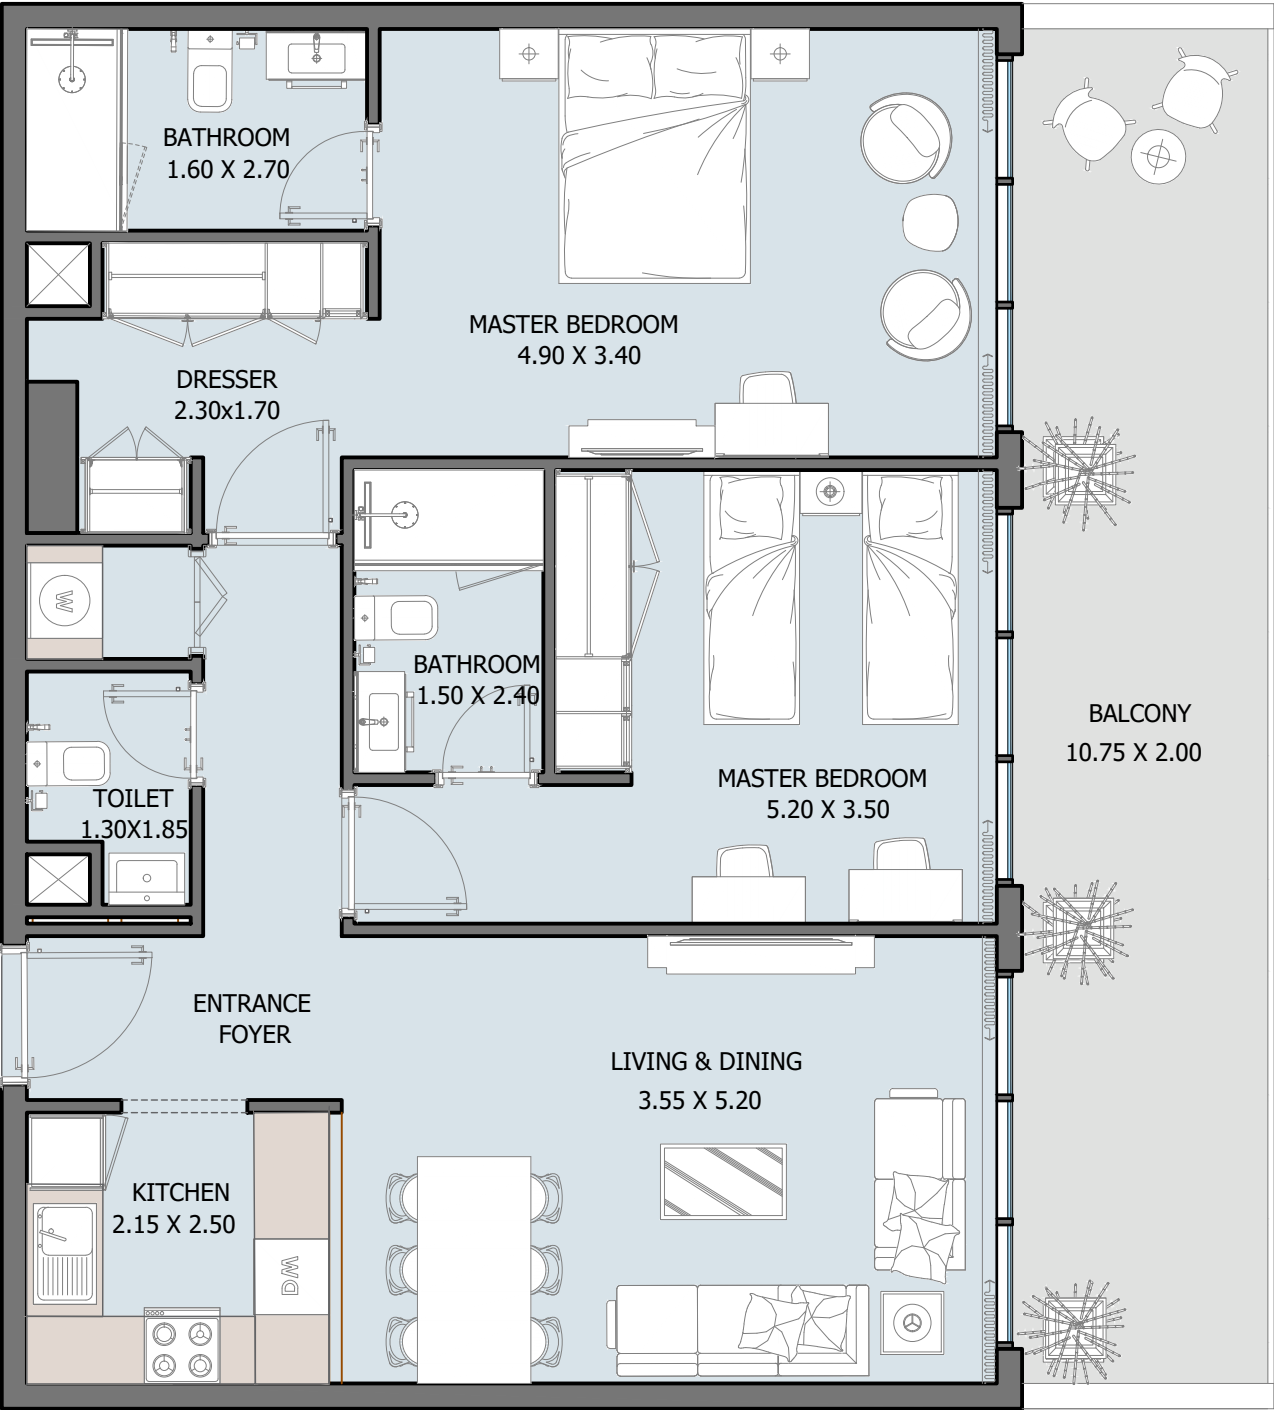 BATHROOM
1.60 X 2.70
MASTER BEDROOM
4.90 X 3.40
DRESSER
2.30x1.70
W
BATHROOM
1.50 X 2.40
BALCONY
10.75 X 2.00
MASTER BEDROOM
5.20 X 3.50
TOILET
1.30X1.85
ENTRANCE
FOYER
LIVING & DINING
3.55 X 5.20
KITCHEN
2.15 X 2.50
DW